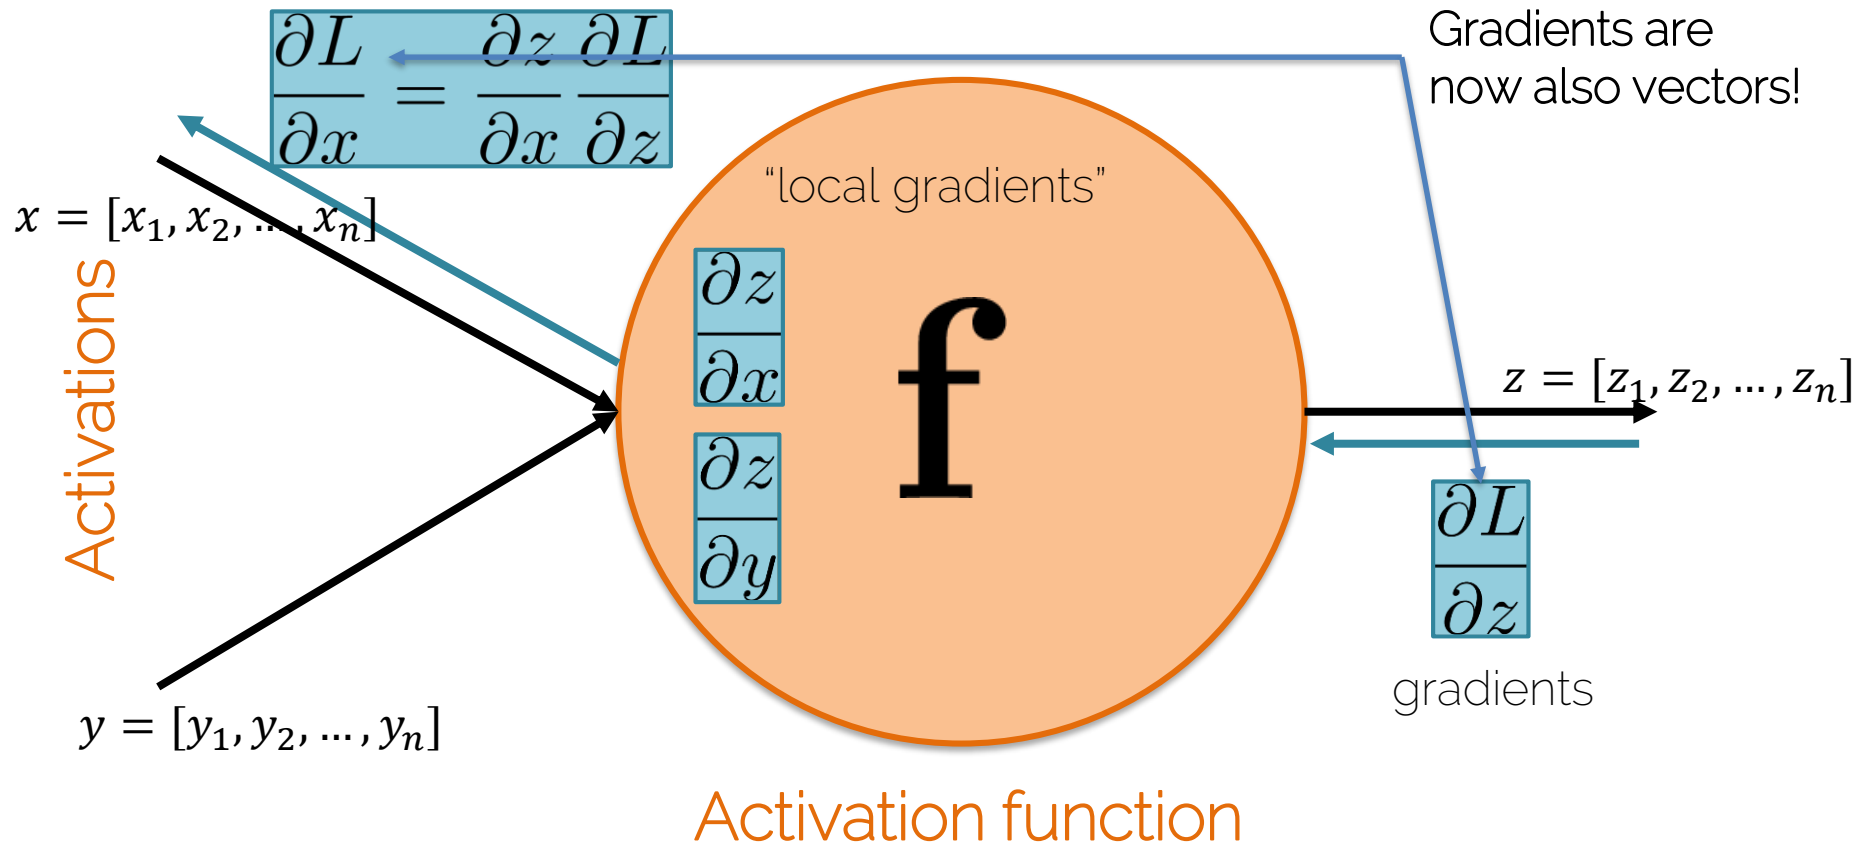 ∂L/∂x = ∂z/∂x ∂L/∂z
Gradients are
now also vectors!
“local gradients”
x = [x₁, x₂, … , xₙ]
Activations
∂z/∂x
f
∂z/∂y
z = [z₁, z₂, … , zₙ]
∂L/∂z
gradients
y = [y₁, y₂, … , yₙ]
Activation function